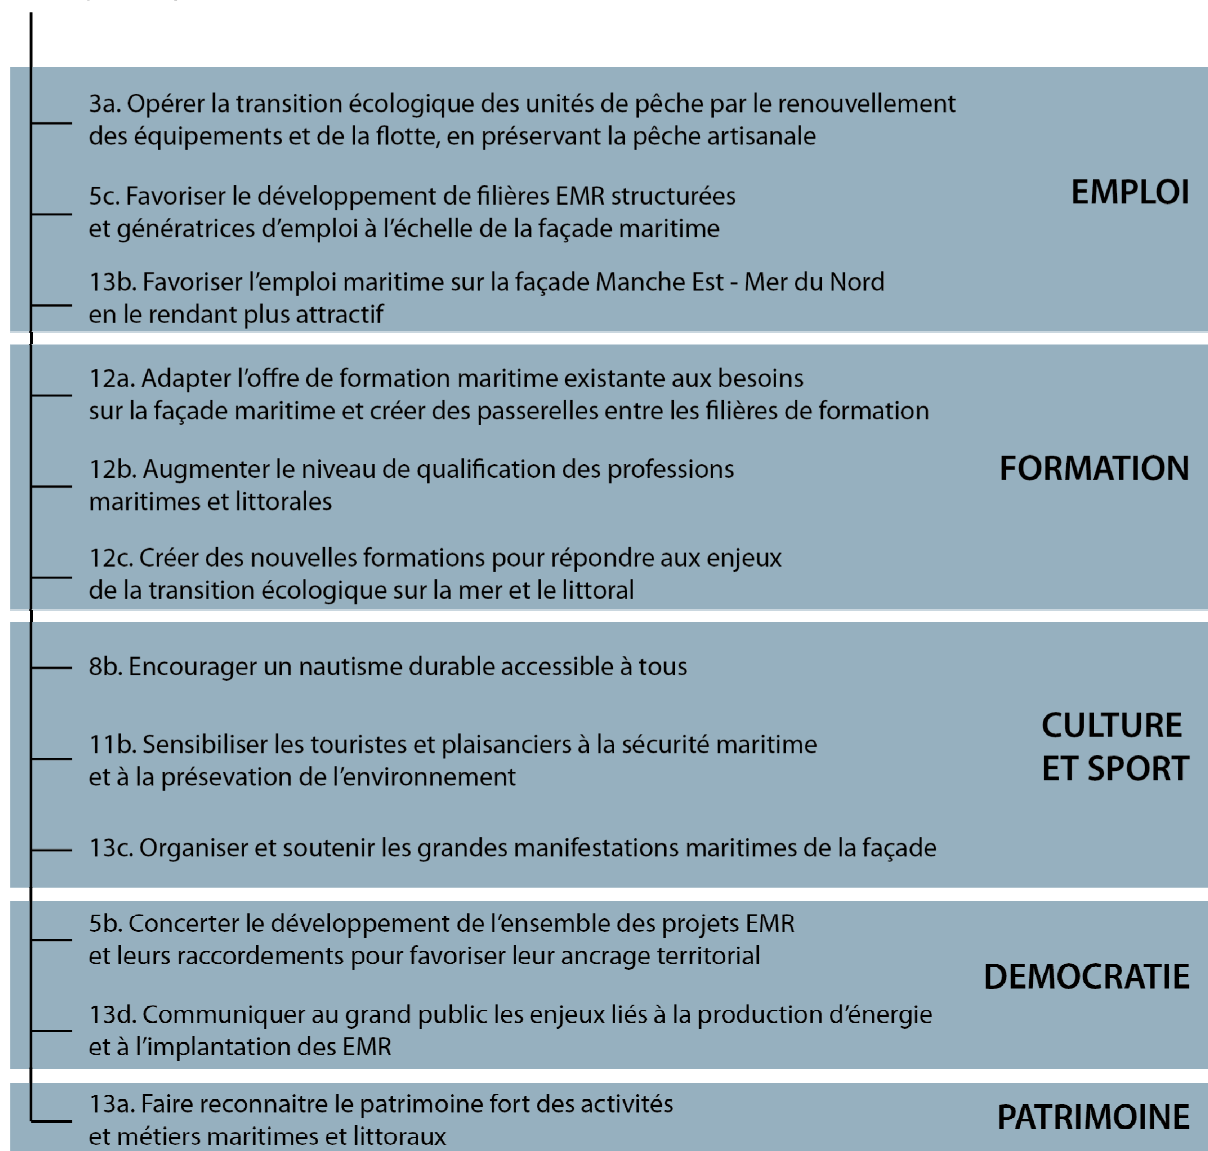 3a. Opérer la transition écologique des unités de pêche par le renouvellement
des équipements et de la flotte, en préservant la pêche artisanale
5c. Favoriser le développement de filières EMR structurées
et génératrices d'emploi à l'échelle de la façade maritime
13b. Favoriser l'emploi maritime sur la façade Manche Est - Mer du Nord
en le rendant plus attractif
EMPLOI
12a. Adapter l'offre de formation maritime existante aux besoins
sur la façade maritime et créer des passerelles entre les filières de formation
12b. Augmenter le niveau de qualification des professions
maritimes et littorales
12c. Créer des nouvelles formations pour répondre aux enjeux
de la transition écologique sur la mer et le littoral
FORMATION
8b. Encourager un nautisme durable accessible à tous
11b. Sensibiliser les touristes et plaisanciers à la sécurité maritime
et à la présevation de l'environnement
13c. Organiser et soutenir les grandes manifestations maritimes de la façade
CULTURE
ET SPORT
5b. Concerter le développement de l'ensemble des projets EMR
et leurs raccordements pour favoriser leur ancrage territorial
13d. Communiquer au grand public les enjeux liés à la production d'énergie
et à l'implantation des EMR
DEMOCRATIE
13a. Faire reconnaitre le patrimoine fort des activités
et métiers maritimes et littoraux
PATRIMOINE